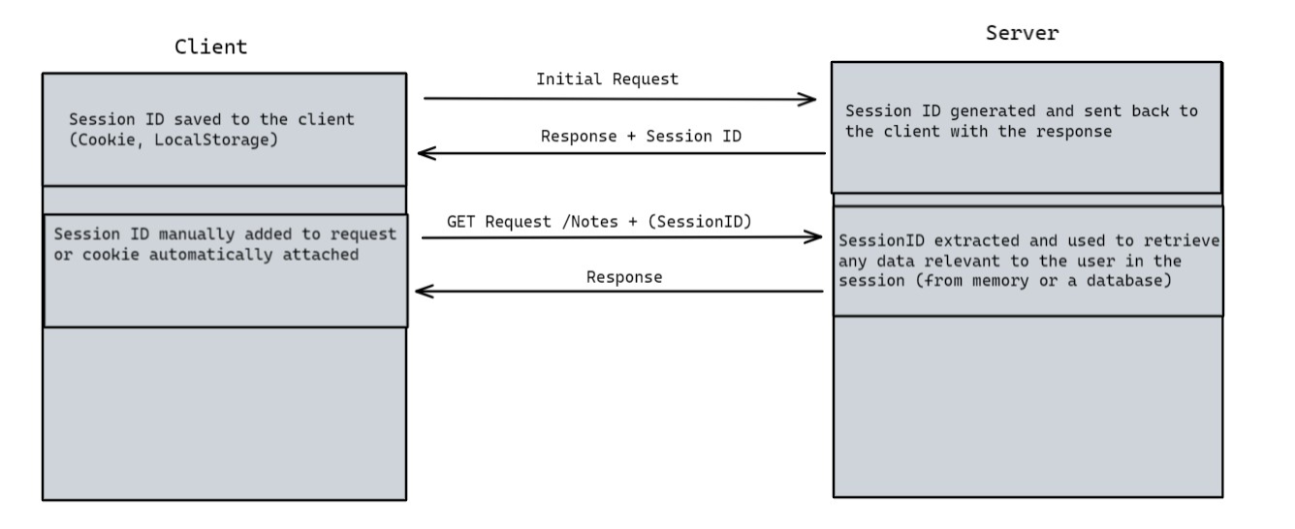 Client
Server
Initial Request
Session ID saved to the client
(Cookie, LocalStorage)
Session ID generated and sent back to
the client with the response
Response + Session ID
GET Request /Notes + (SessionID)
Session ID manually added to request
or cookie automatically attached
SessionID extracted and used to retrieve
any data relevant to the user in the
session (from memory or a database)
Response